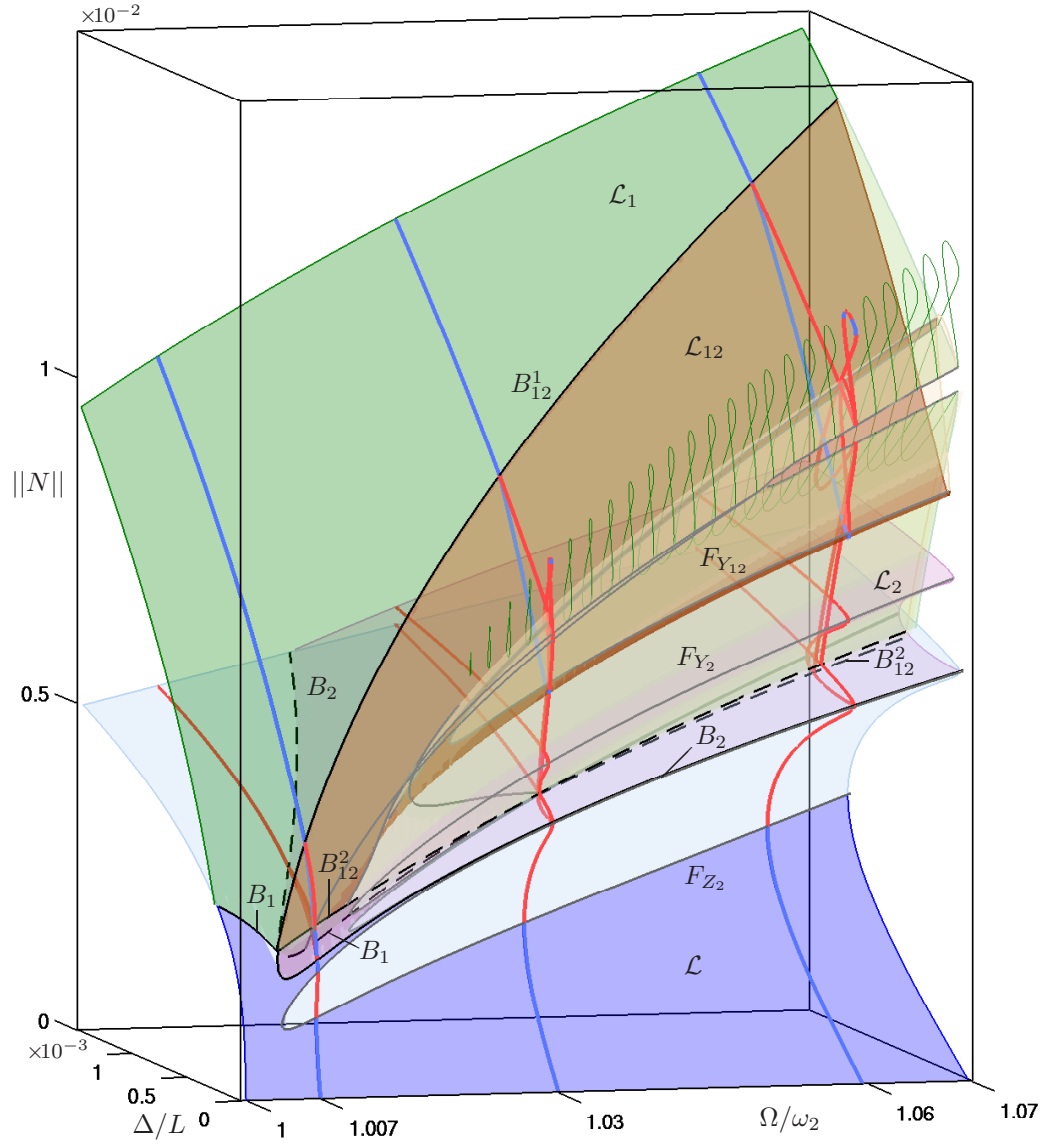 ×10⁻²
ℒ₁
1
ℒ₁₂
B¹₁₂
||N||
F_{Y₁₂}
ℒ₂
F_{Y₂}
B²₁₂
B₂
0.5
B₂
B²₁₂
B₁
F_{Z₂}
B₁
ℒ
0
×10⁻³
1
0.5
0
Δ/L
1
1.007
1.03
Ω/ω₂
1.06
1.07